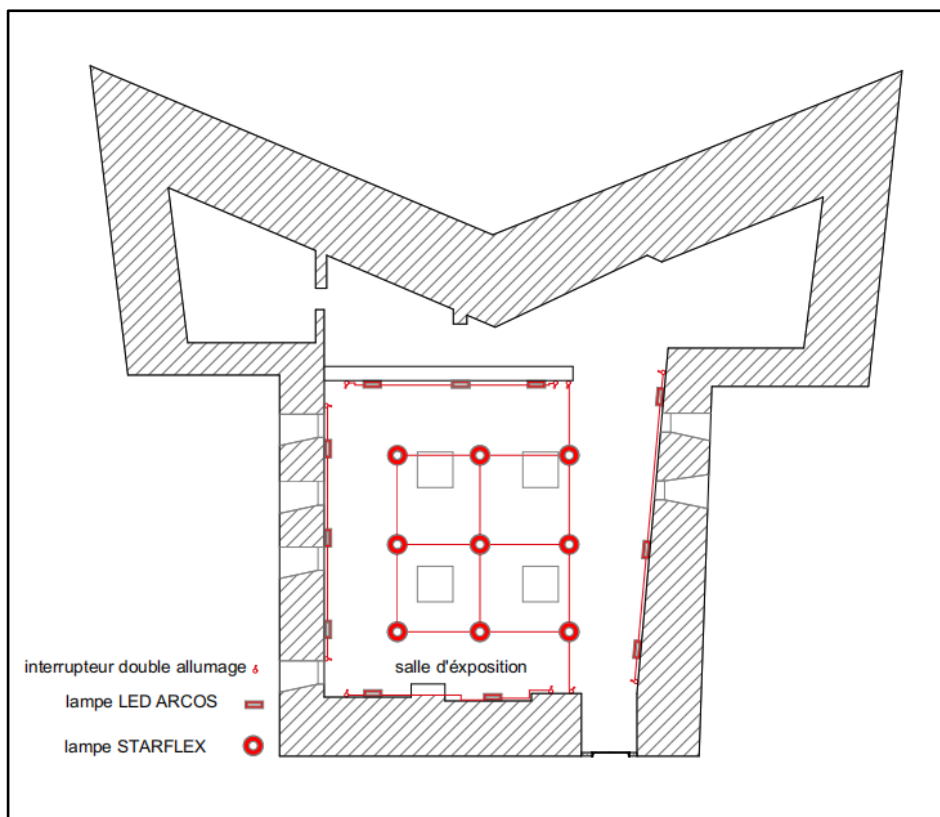 interrupteur double allumage
salle d'éxposition
lampe LED ARCOS
lampe STARFLEX